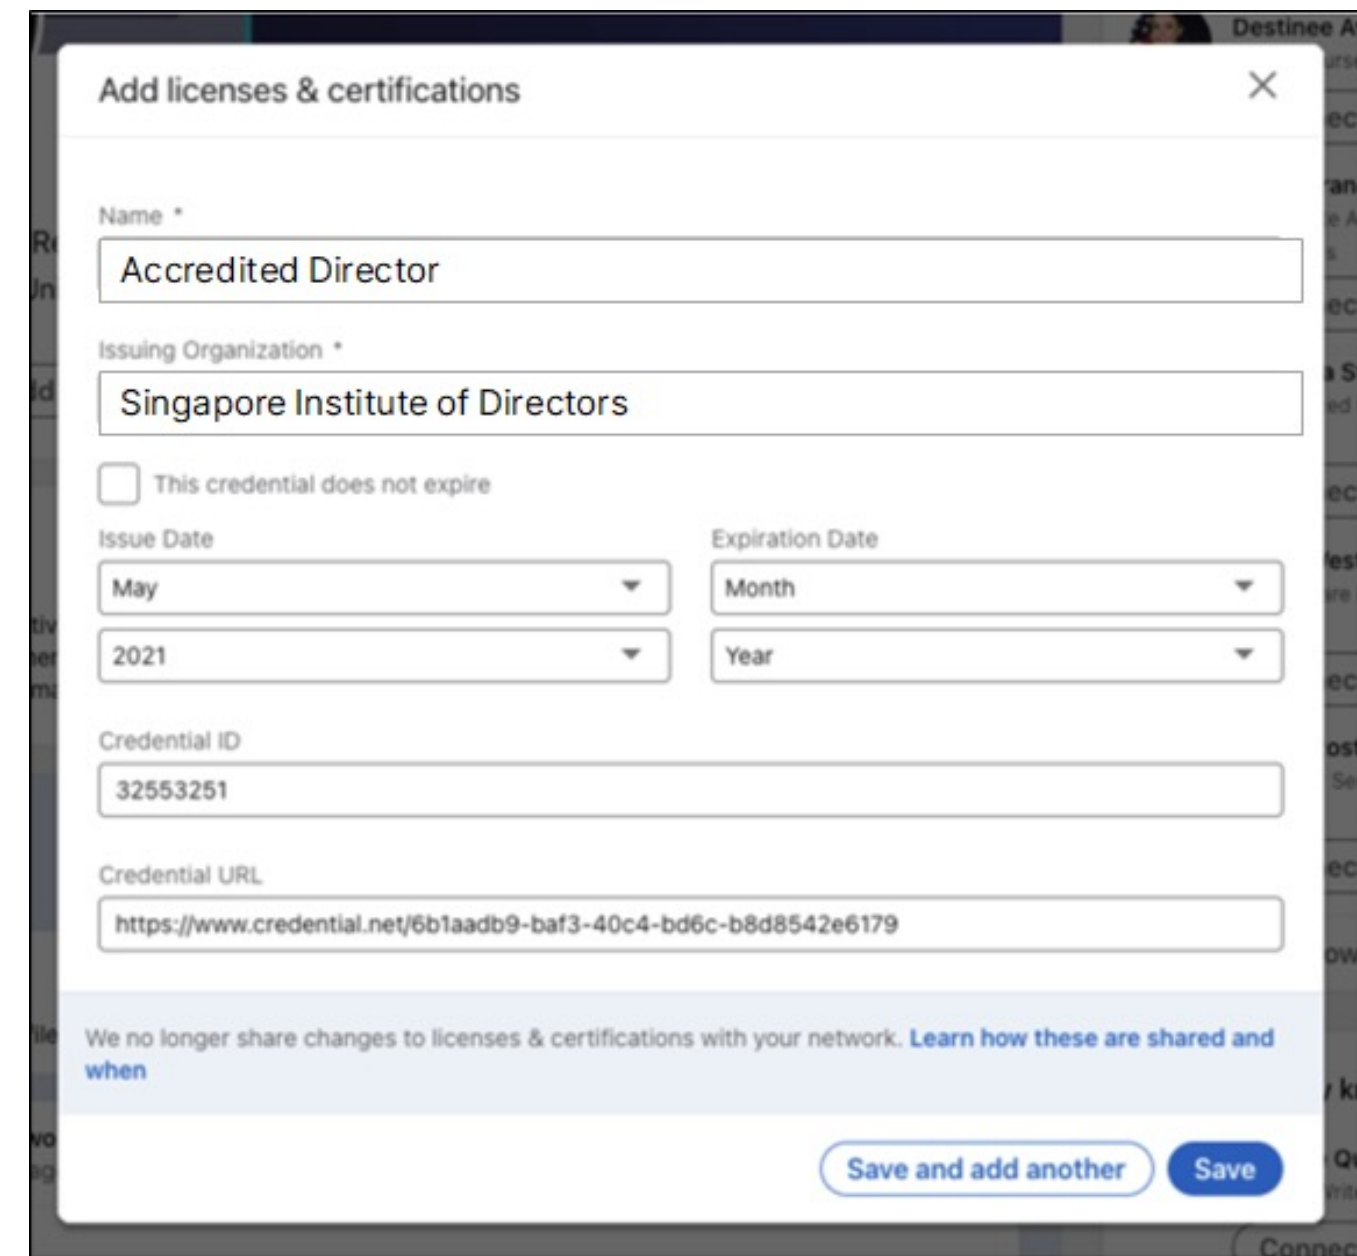 Destinee A
Add licenses & certifications
Name *
Accredited Director
Issuing Organization *
Singapore Institute of Directors
This credential does not expire
Issue Date
Expiration Date
May
Month
2021
Year
Credential ID
32553251
Credential URL
https://www.credential.net/6b1aadb9-baf3-40c4-bd6c-b8d8542e6179
We no longer share changes to licenses & certifications with your network. Learn how these are shared and
when
Save and add another
Save
Connec